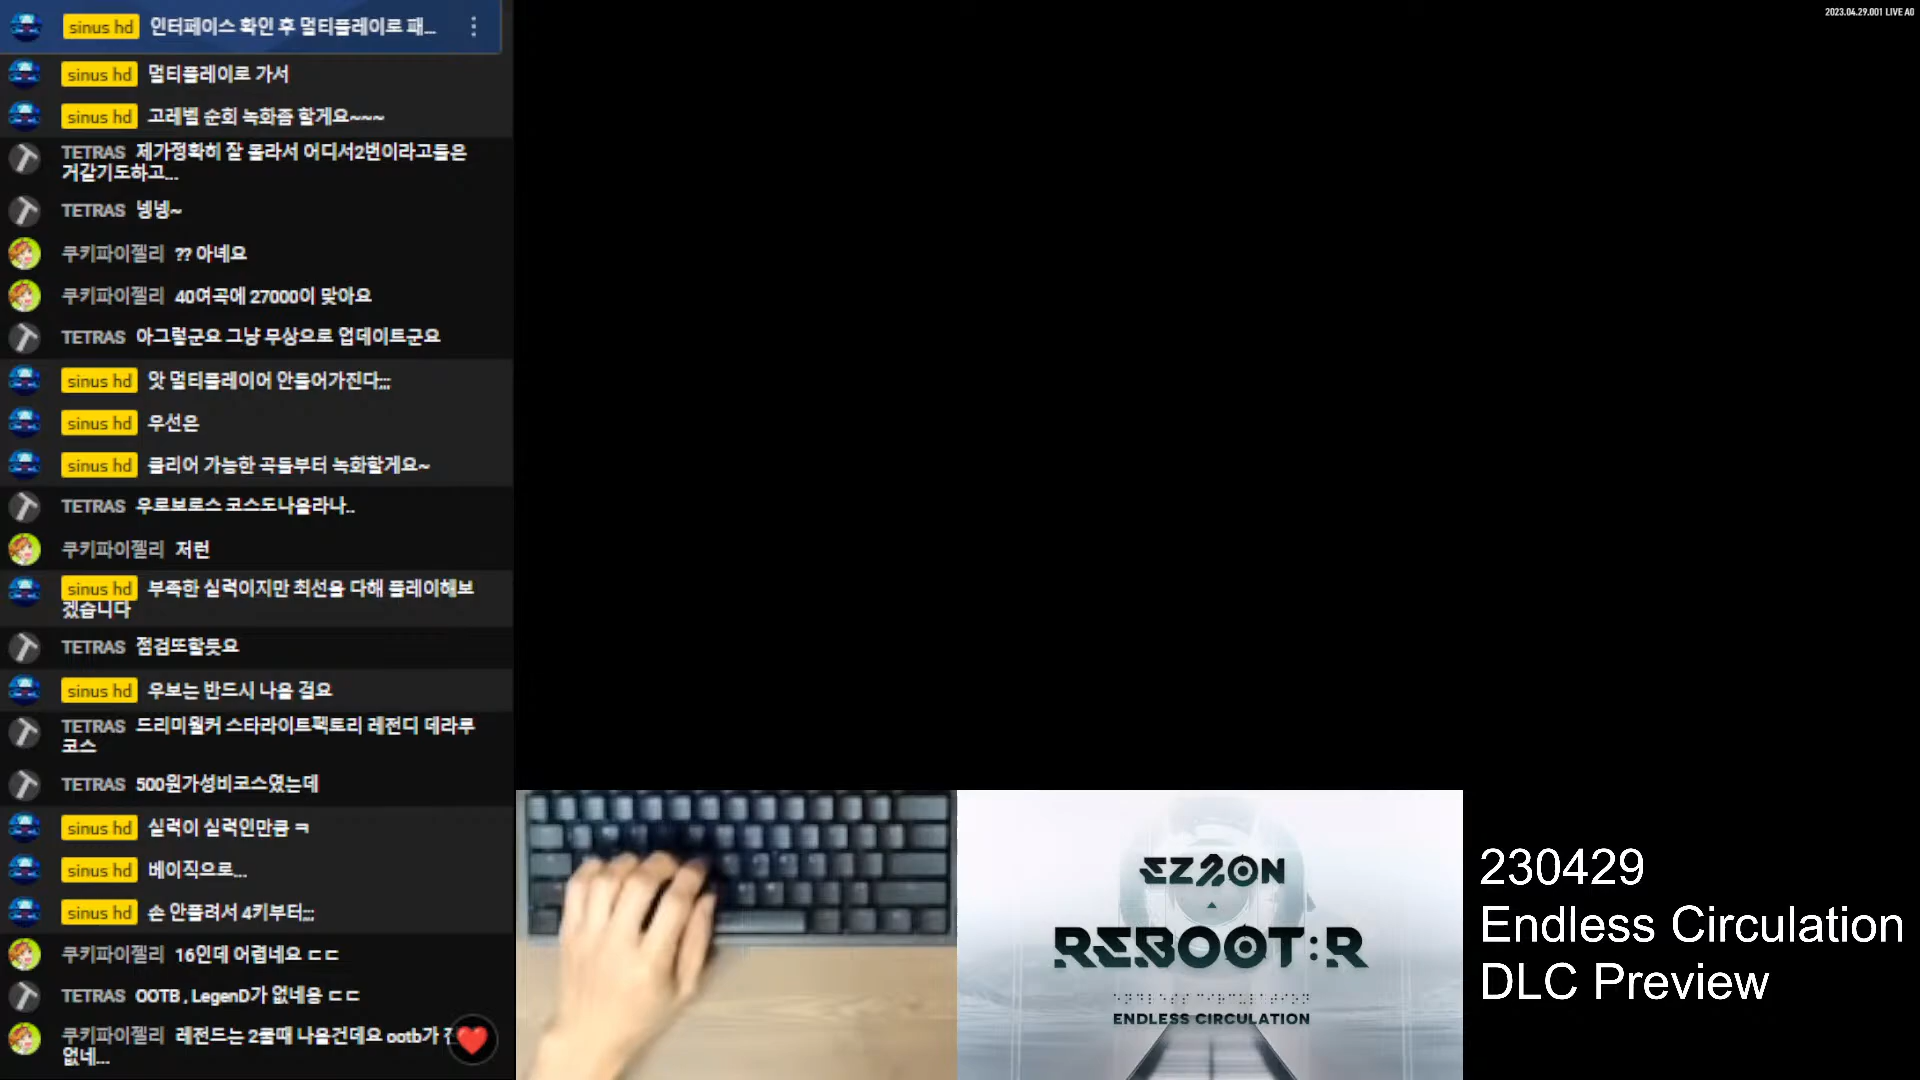 sinus hd 인터페이스 확인 후 멀티플레이로 패...
sinus hd 멀티플레이로 가서
sinus hd 고레벨 순회 녹화좀 할게요~~~
TETRAS 제가정확히 잘 몰라서 어디서2번이라고들은
거같기도하고...
TETRAS 넹넹~
쿠키파이젤리 ?? 아녜요
쿠키파이젤리 40여곡에 27000이 맞아요
TETRAS 아그럴군요 그냥 무상으로 업데이트군요
sinus hd 앗 멀티플레이어 안들어가진다;;;
sinus hd 우선은
sinus hd 클리어 가능한 곡들부터 녹화할게요~
TETRAS 우로보로스 코스도나올라나..
쿠키파이젤리 저런
sinus hd 부족한 실력이지만 최선을 다해 플레이해보
겠습니다
TETRAS 점검또할듯요
sinus hd 우보는 반드시 나올 걸요
TETRAS 드리미월커 스타라이트펙토리 레전디 데라루
코스
TETRAS 500원가성비코스였는데
sinus hd 실력이 실력인만큼 ㅋ
sinus hd 베이직으로...
sinus hd 손 안풀려서 4키부터;;;
쿠키파이젤리 16인데 어렵네요 ㄷㄷ
TETRAS OOTB , LegenD가 없네용 ㄷㄷ
쿠키파이젤리 레전드는 2쿨때 나올건데요 ootb가
없네...
2023.04.29.001 LIVE A0
EZ2ON
REBOOT:R
ENDLESS CIRCULATION
230429
Endless Circulation
DLC Preview